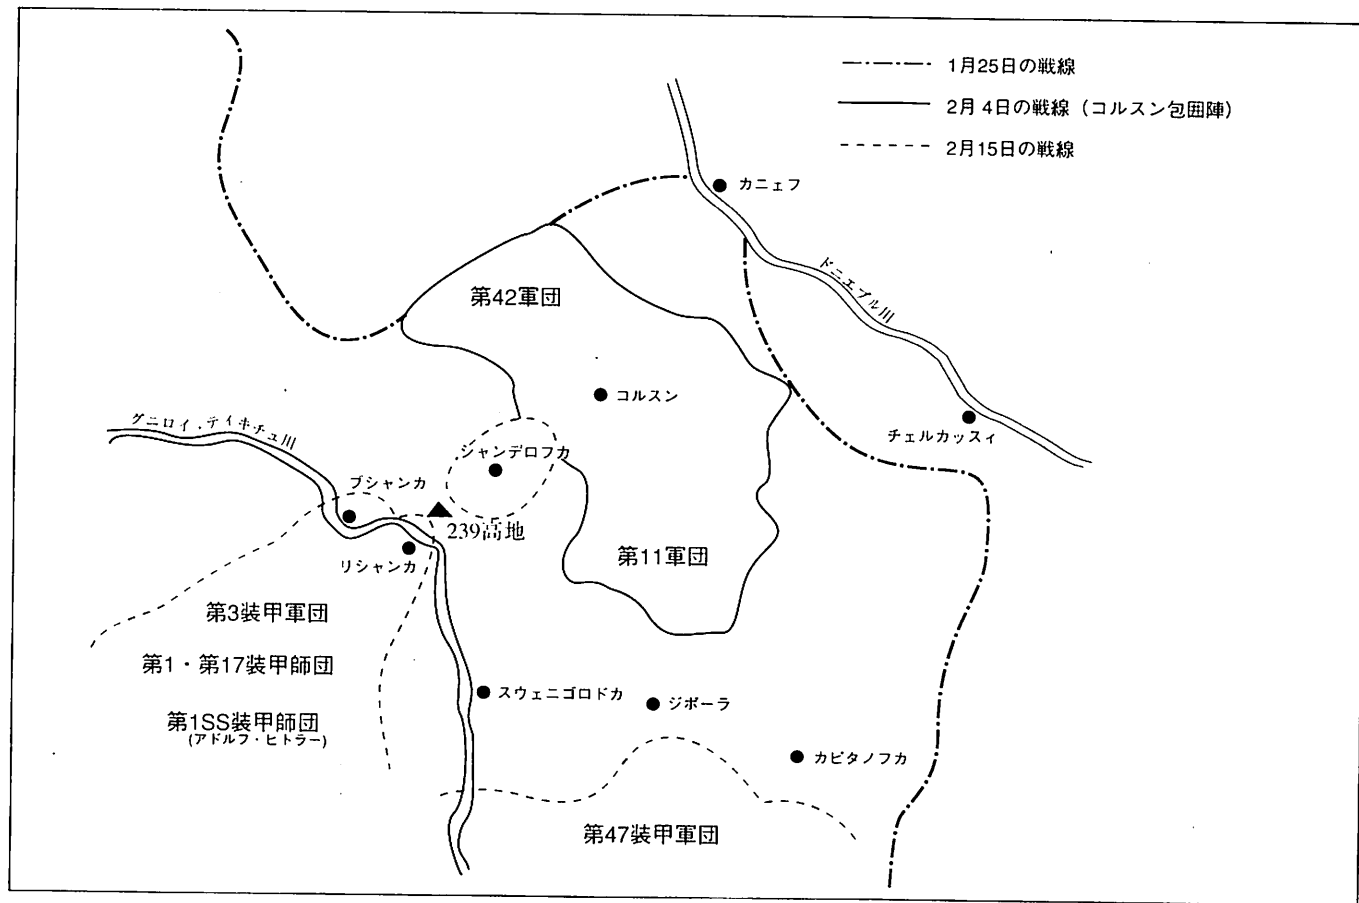 1月25日の戦線
2月4日の戦線（コルスン包囲陣）
2月15日の戦線
カニェフ
ドニエプル川
第42軍団
コルスン
チェルカッスィ
グニロイ・ティキチュ川
シャンデロフカ
ブシャンカ
239高地
リシャンカ
第11軍団
第3装甲軍団
第1・第17装甲師団
第1SS装甲師団
(アドルフ・ヒトラー)
スウェニゴロドカ
ジポーラ
カピタノフカ
第47装甲軍団